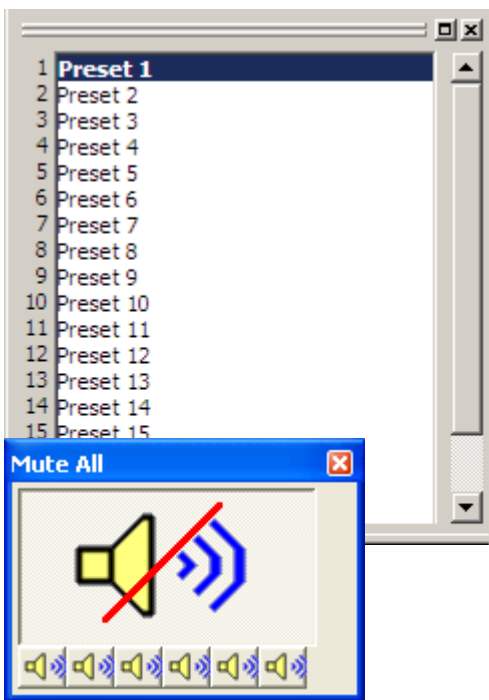 1 Preset 1
2 Preset 2
3 Preset 3
4 Preset 4
5 Preset 5
6 Preset 6
7 Preset 7
8 Preset 8
9 Preset 9
10 Preset 10
11 Preset 11
12 Preset 12
13 Preset 13
14 Preset 14
15 Preset 15
Mute All